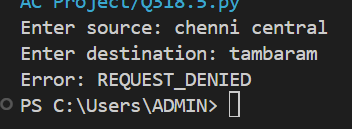 AC Project/Q318.5.py
Enter source: chenni central
Enter destination: tambaram
Error: REQUEST_DENIED
PS C:\Users\ADMIN>